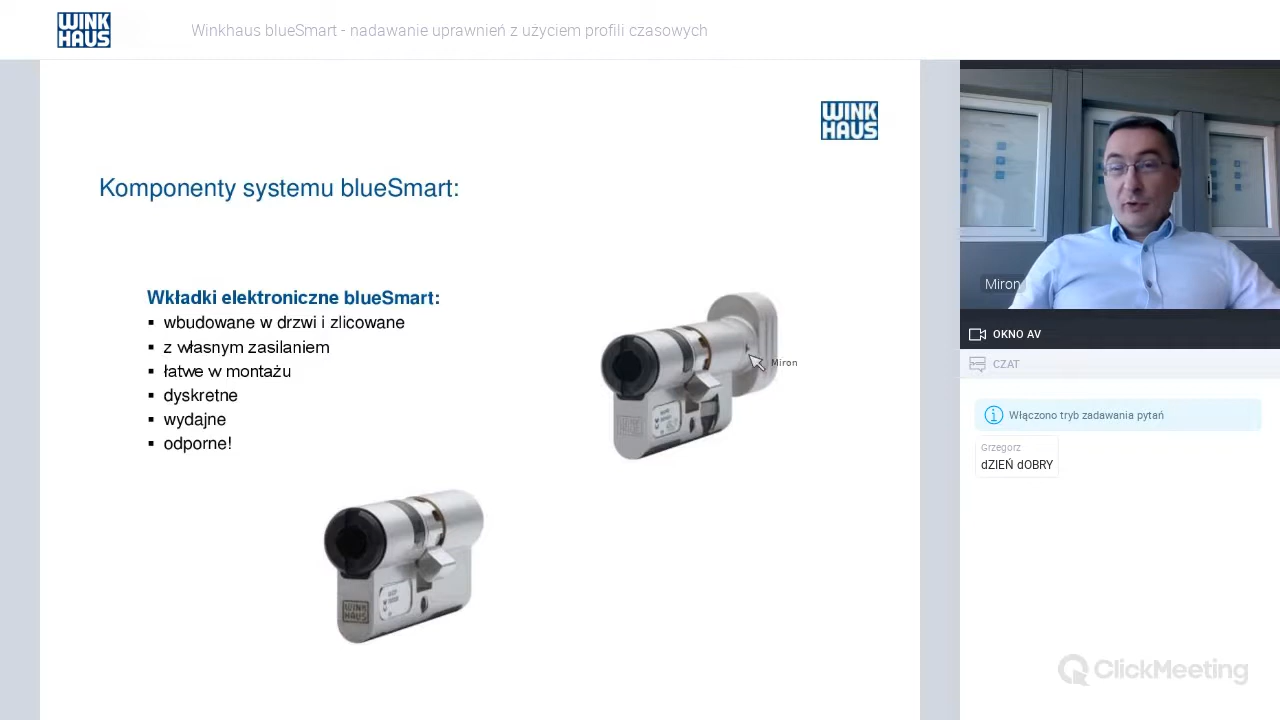 WINK
HAUS
Winkhaus blueSmart - nadawanie uprawnień z użyciem profili czasowych
WINK
HAUS
Komponenty systemu blueSmart:
Wkładki elektroniczne blueSmart:
▪ wbudowane w drzwi i zlicowane
▪ z własnym zasilaniem
▪ łatwe w montażu
▪ dyskretne
▪ wydajne
▪ odporne!
Miron
WINK
HAUS
Miron
OKNO AV
CZAT
Włączono tryb zadawania pytań
Grzegorz
dZIEŃ dOBRY
ClickMeeting